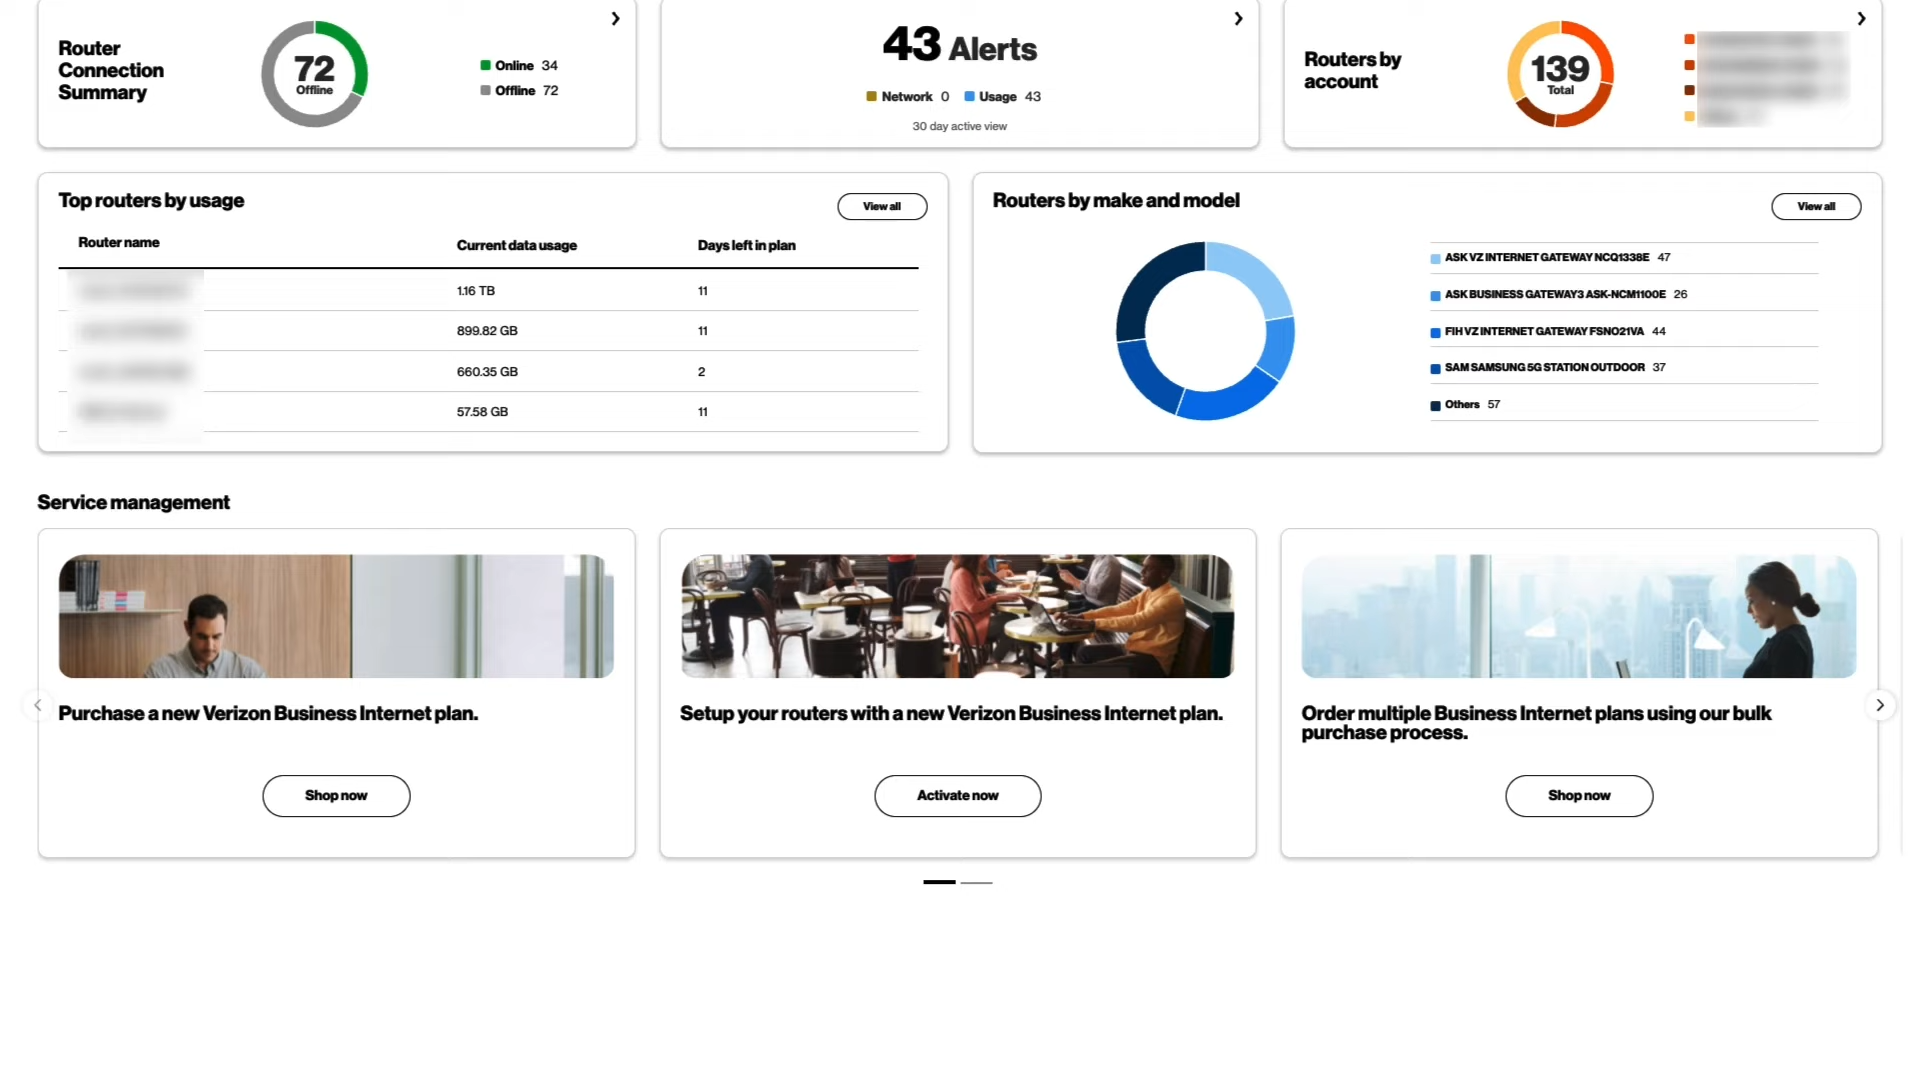 Router
Connection
Summary
72
Offline
Online 34
Offline 72
43 Alerts
Network 0 Usage 43
30 day active view
Routers by
account
139
Total
Top routers by usage
View all
Router name Current data usage Days left in plan
1.16 TB 11
899.82 GB 11
660.35 GB 2
57.58 GB 11
Routers by make and model
View all
ASK VZ INTERNET GATEWAY NCQ1338E 47
ASK BUSINESS GATEWAY3 ASK-NCM1100E 26
FIH VZ INTERNET GATEWAY FSNO21VA 44
SAM SAMSUNG 5G STATION OUTDOOR 37
Others 57
Service management
Purchase a new Verizon Business Internet plan.
Shop now
Setup your routers with a new Verizon Business Internet plan.
Activate now
Order multiple Business Internet plans using our bulk
purchase process.
Shop now